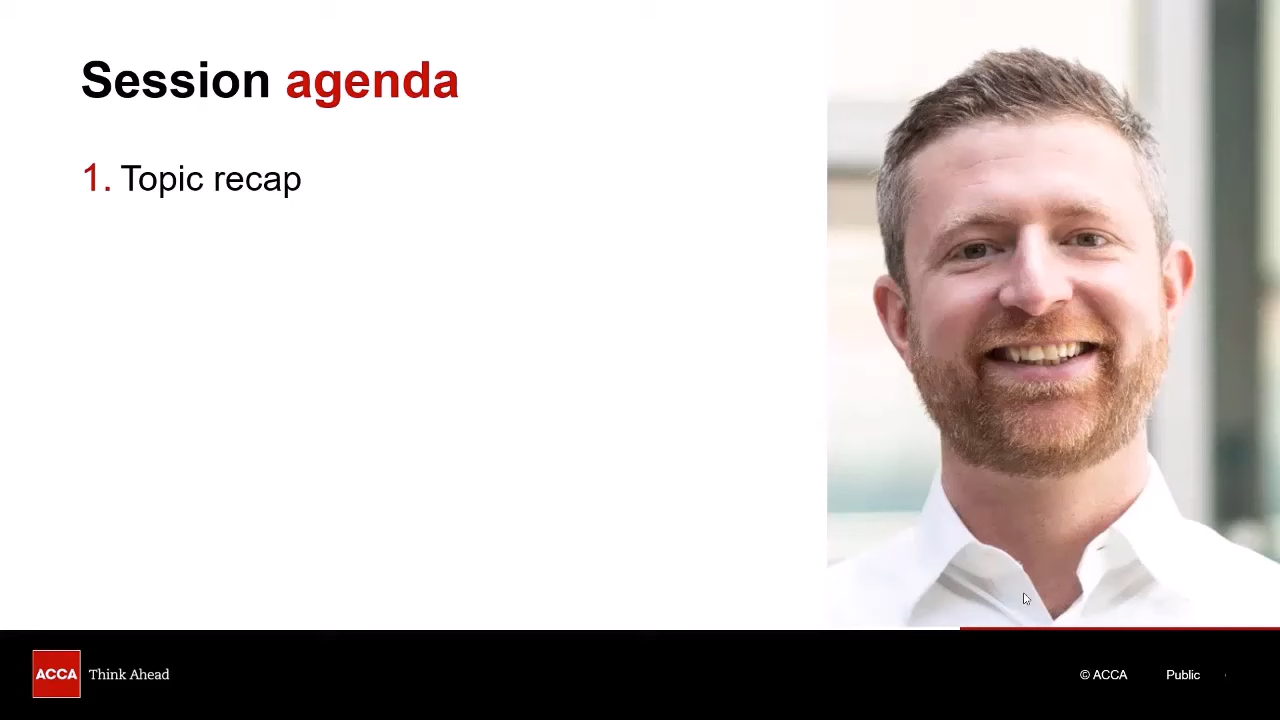 Session agenda
1. Topic recap
ACCA Think Ahead
© ACCA Public